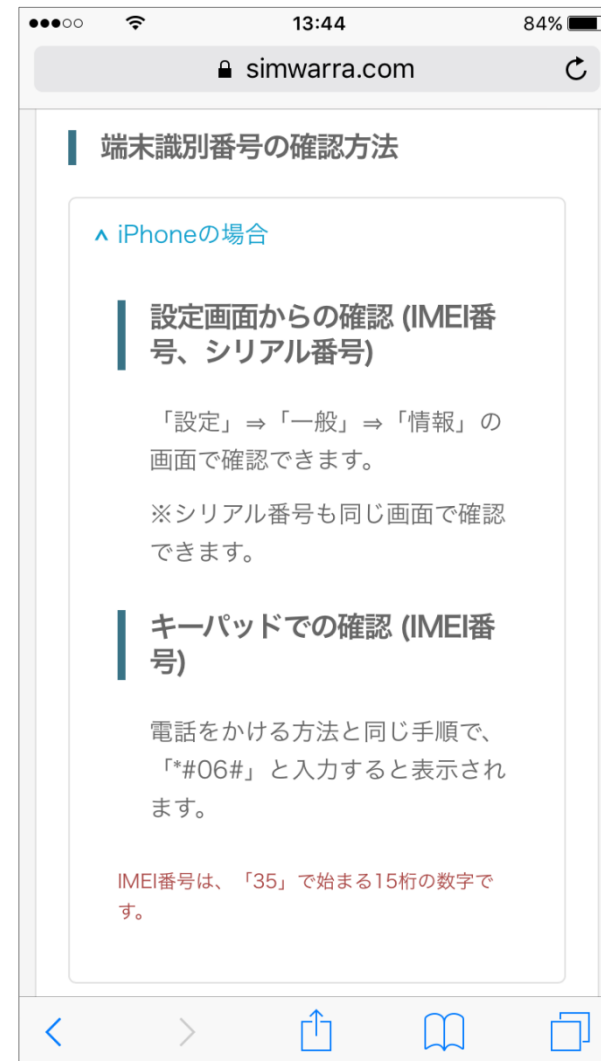 13:44
84%
simwarra.com
端末識別番号の確認方法
iPhoneの場合
設定画面からの確認 (IMEI番
号、シリアル番号)
「設定」⇒「一般」⇒「情報」の
画面で確認できます。
※シリアル番号も同じ画面で確認
できます。
キーパッドでの確認 (IMEI番
号)
電話をかける方法と同じ手順で、
「*#06#」と入力すると表示され
ます。
IMEI番号は、「35」で始まる15桁の数字で
す。